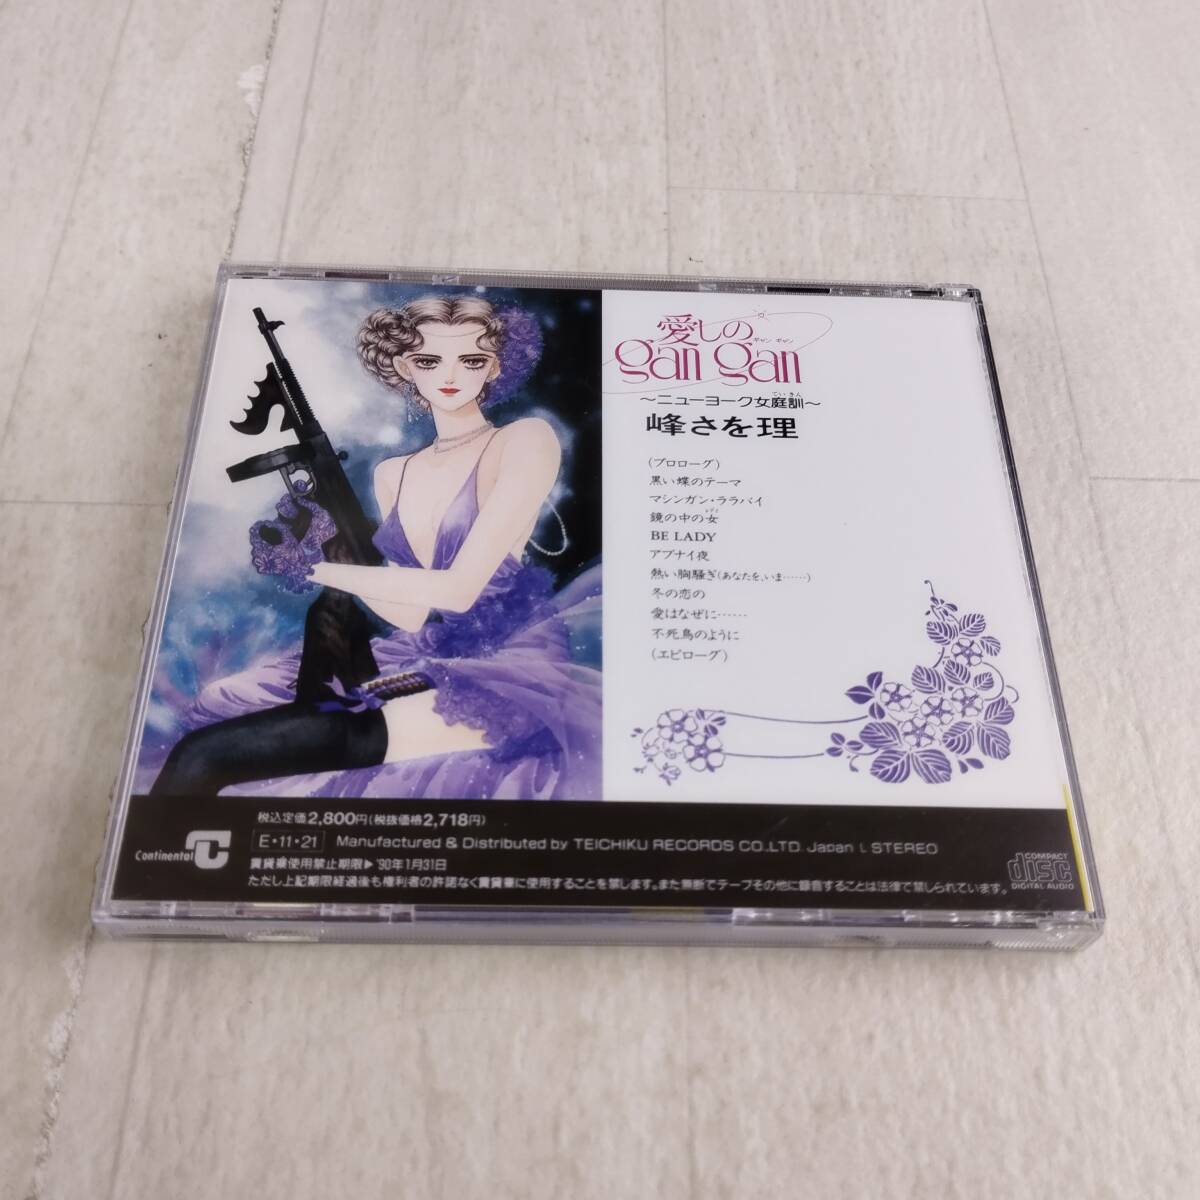 愛しの
ギャン ギャン
gan gan
ていきん
～ニューヨーク女庭訓～
峰さを理
(プロローグ)
黒い蝶のテーマ
マシンガン・ララバイ
レディ
鏡の中の女
BE LADY
アブナイ夜
熱い胸騒ぎ(あなたを、いま……)
冬の恋の
愛はなぜに……
不死鳥のように
(エピローグ)
税込定価2,800円(税抜価格2,718円)
Continental
E・11・21 Manufactured & Distributed by TEICHIKU RECORDS CO.,LTD. Japan L STEREO
賃貸業使用禁止期限▶'90年1月31日
ただし上記期限経過後も権利者の許諾なく賃貸業に使用することを禁じます。また無断でテープその他に録音することは法律で禁じられています。
COMPACT
disc
DIGITAL AUDIO